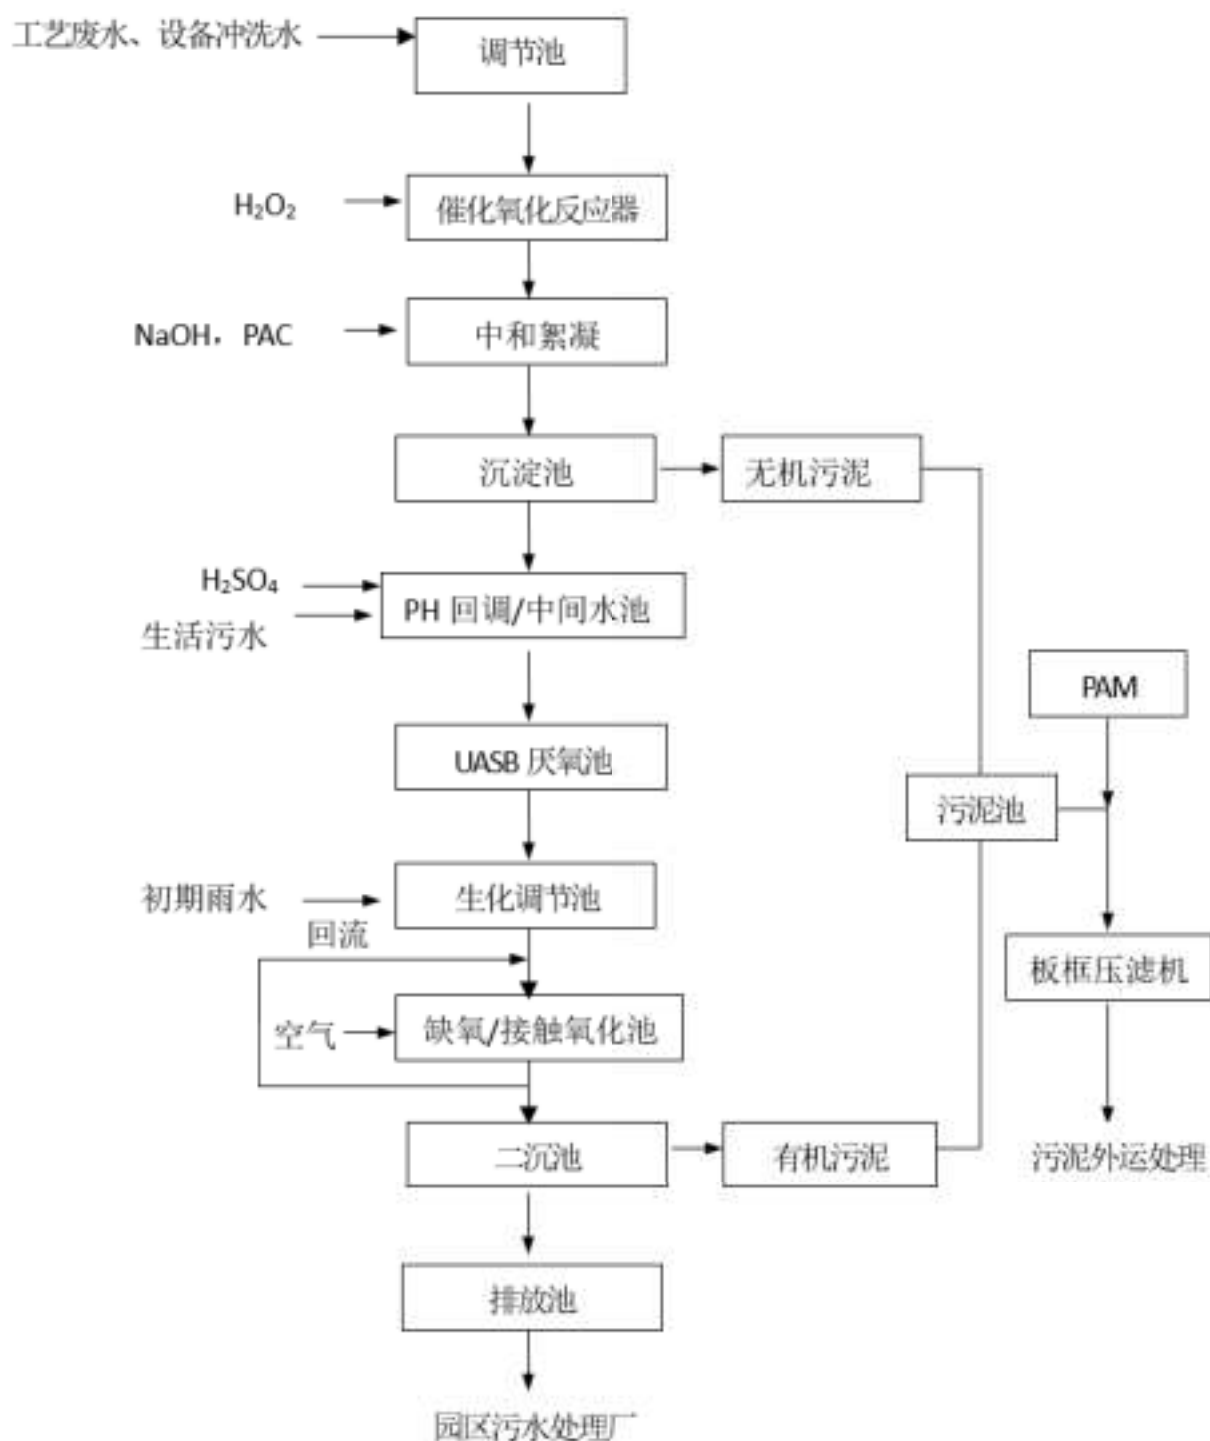 工艺废水、设备冲洗水
调节池
H₂O₂
催化氧化反应器
NaOH，PAC
中和絮凝
沉淀池
无机污泥
H₂SO₄
生活污水
PH 回调/中间水池
PAM
UASB 厌氧池
污泥池
初期雨水
生化调节池
回流
板框压滤机
空气
缺氧/接触氧化池
二沉池
有机污泥
污泥外运处理
排放池
园区污水处理厂